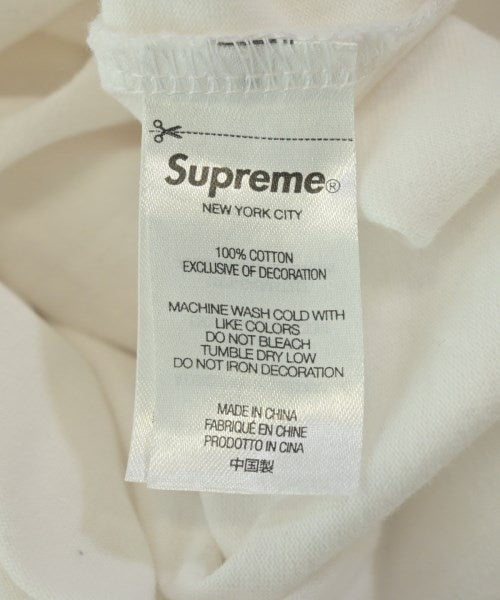 Supreme®
NEW YORK CITY
100% COTTON
EXCLUSIVE OF DECORATION
MACHINE WASH COLD WITH
LIKE COLORS
DO NOT BLEACH
TUMBLE DRY LOW
DO NOT IRON DECORATION
MADE IN CHINA
FABRIQUÉ EN CHINE
PRODOTTO IN CINA
中国製